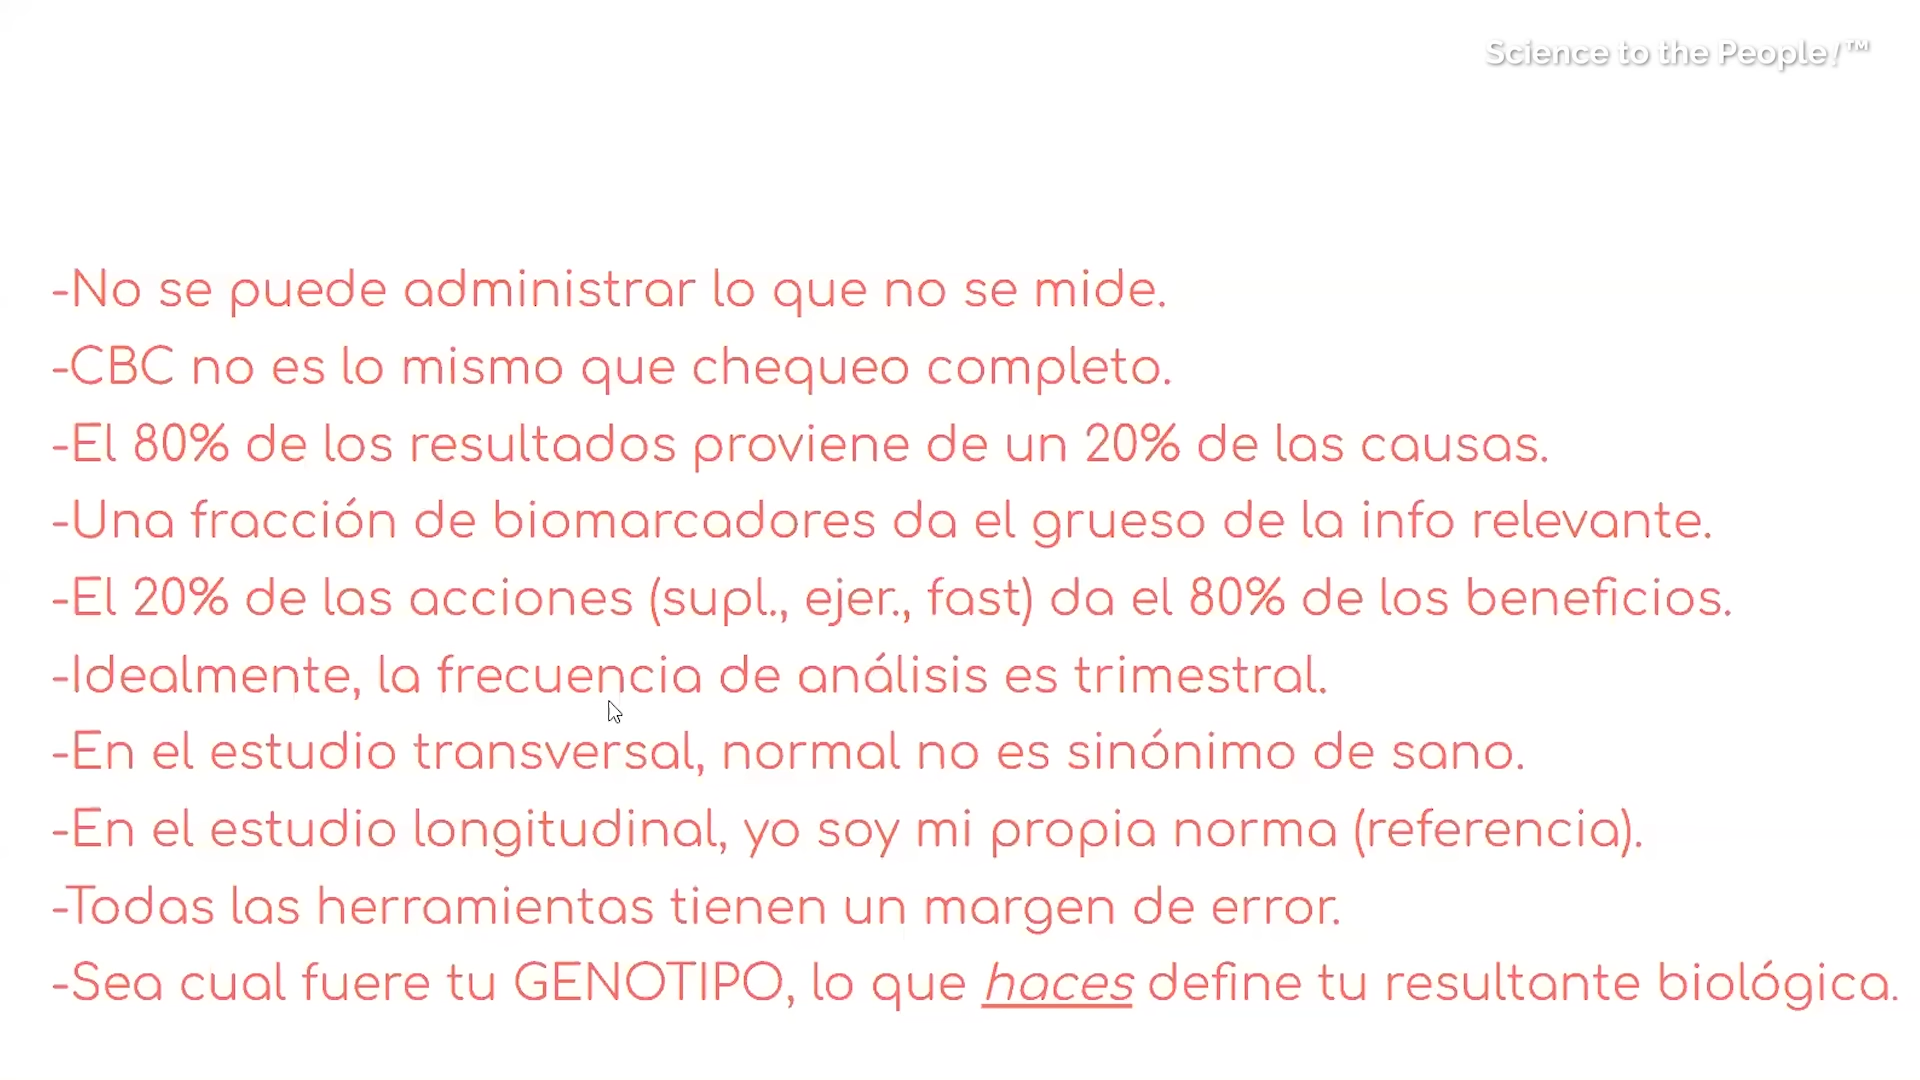 Science to the People!™
-No se puede administrar lo que no se mide.
-CBC no es lo mismo que chequeo completo.
-El 80% de los resultados proviene de un 20% de las causas.
-Una fracción de biomarcadores da el grueso de la info relevante.
-El 20% de las acciones (supl., ejer., fast) da el 80% de los beneficios.
-Idealmente, la frecuencia de análisis es trimestral.
-En el estudio transversal, normal no es sinónimo de sano.
-En el estudio longitudinal, yo soy mi propia norma (referencia).
-Todas las herramientas tienen un margen de error.
-Sea cual fuere tu GENOTIPO, lo que haces define tu resultante biológica.